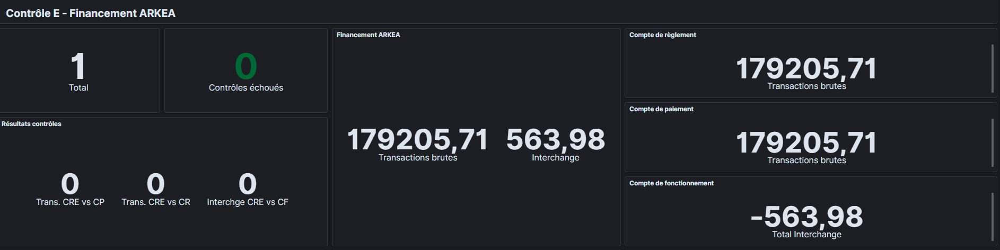 Contrôle E - Financement ARKEA
1
Total
0
Contrôles échoués
Résultats contrôles
0
Trans. CRE vs CP
0
Trans. CRE vs CR
0
Interchge CRE vs CF
Financement ARKEA
179205,71
Transactions brutes
563,98
Interchange
Compte de règlement
179205,71
Transactions brutes
Compte de paiement
179205,71
Transactions brutes
Compte de fonctionnement
-563,98
Total Interchange